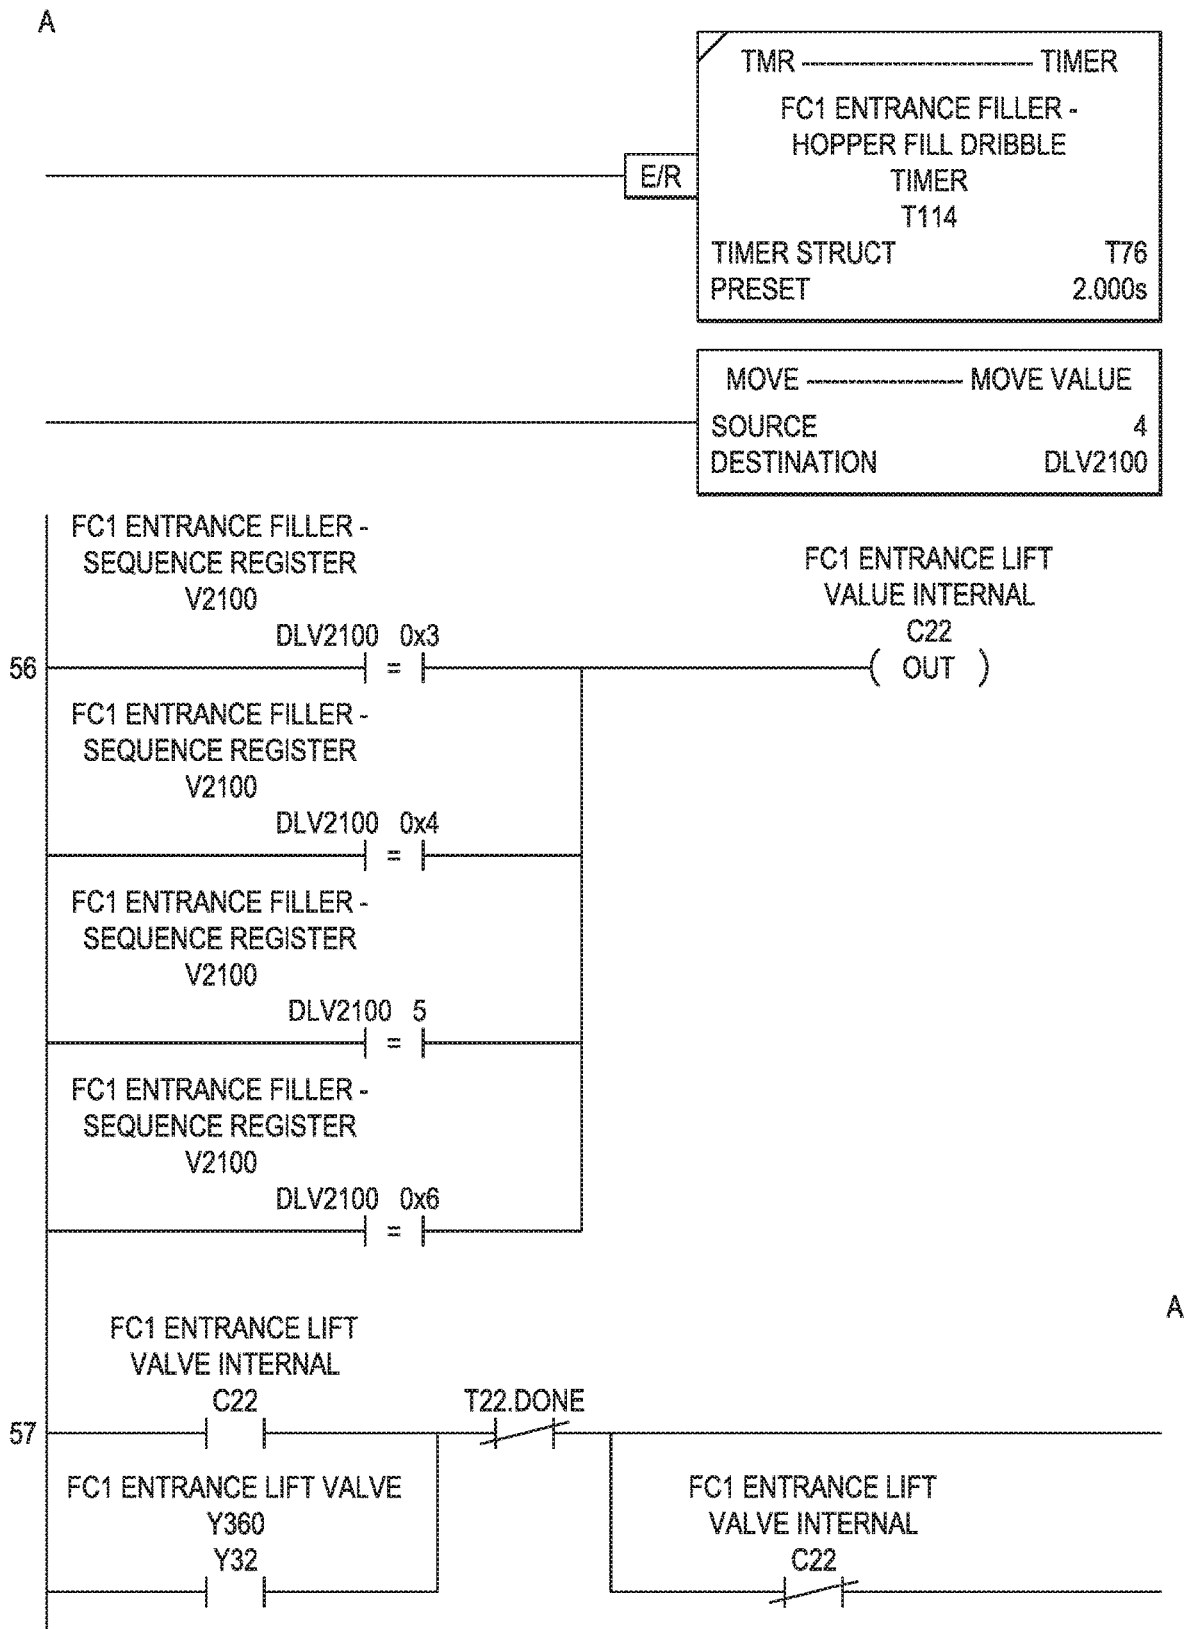 A
TMR TIMER
FC1 ENTRANCE FILLER -
HOPPER FILL DRIBBLE
TIMER
T114
E/R
TIMER STRUCT T76
PRESET 2.000s
MOVE MOVE VALUE
SOURCE 4
DESTINATION DLV2100
FC1 ENTRANCE FILLER -
SEQUENCE REGISTER
V2100
DLV2100 0x3
=
FC1 ENTRANCE LIFT
VALUE INTERNAL
C22
( OUT )
56
FC1 ENTRANCE FILLER -
SEQUENCE REGISTER
V2100
DLV2100 0x4
=
FC1 ENTRANCE FILLER -
SEQUENCE REGISTER
V2100
DLV2100 5
=
FC1 ENTRANCE FILLER -
SEQUENCE REGISTER
V2100
DLV2100 0x6
=
A
FC1 ENTRANCE LIFT
VALVE INTERNAL
C22
T22.DONE
57
FC1 ENTRANCE LIFT VALVE
Y360
Y32
FC1 ENTRANCE LIFT
VALVE INTERNAL
C22